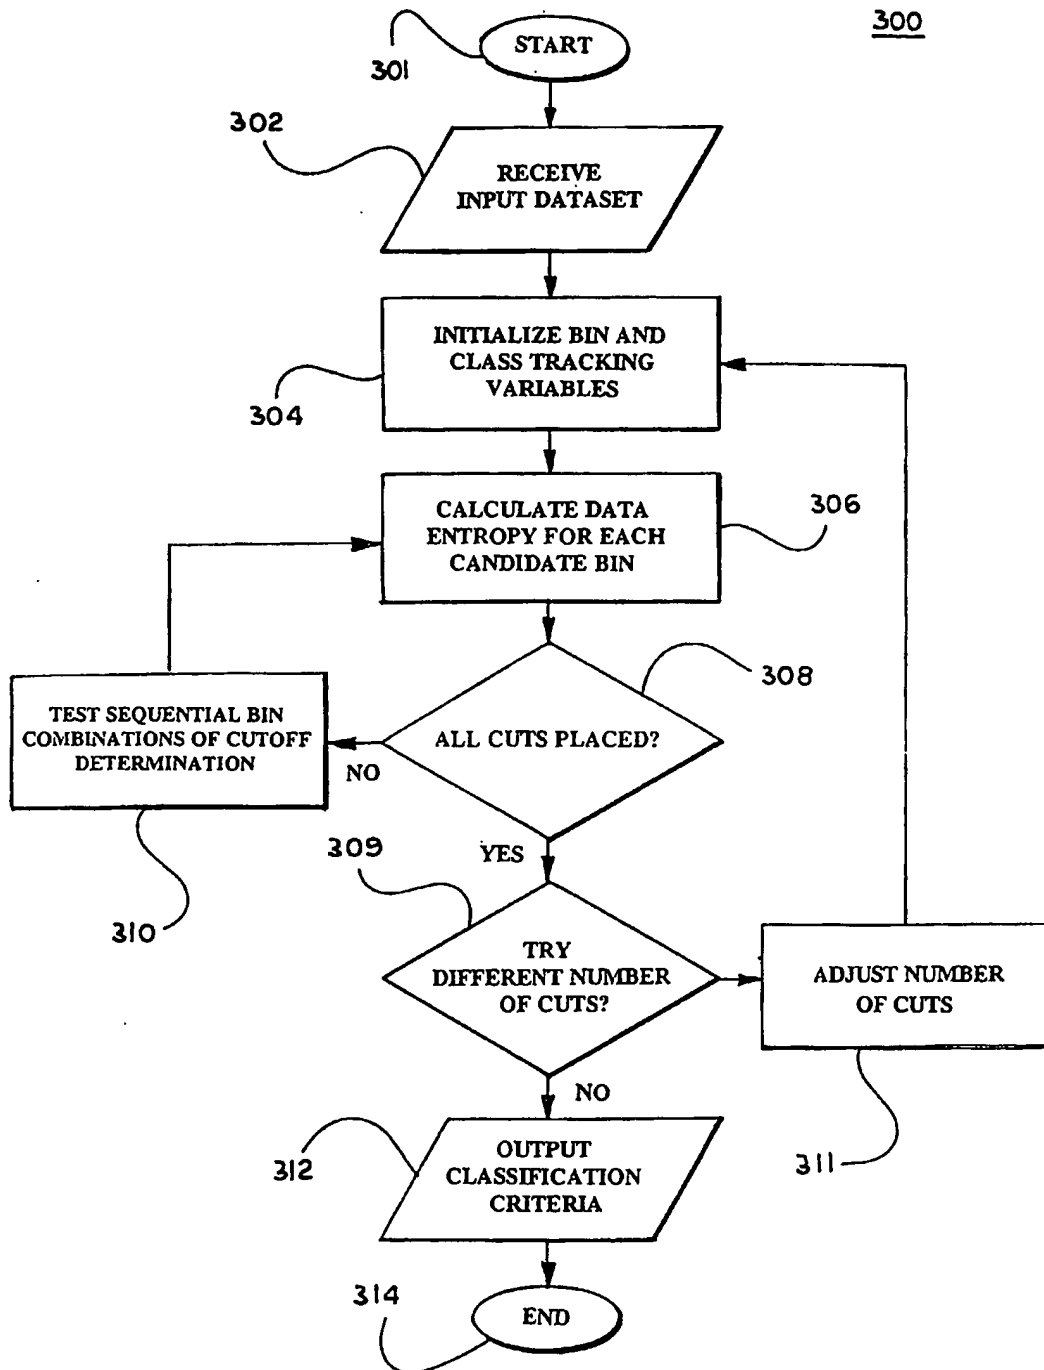 300
START
301
302
RECEIVE
INPUT DATASET
INITIALIZE BIN AND
CLASS TRACKING
VARIABLES
304
CALCULATE DATA
ENTROPY FOR EACH
CANDIDATE BIN
306
308
ALL CUTS PLACED?
NO
TEST SEQUENTIAL BIN
COMBINATIONS OF CUTOFF
DETERMINATION
310
YES
309
TRY
DIFFERENT NUMBER
OF CUTS?
ADJUST NUMBER
OF CUTS
311
NO
OUTPUT
CLASSIFICATION
CRITERIA
312
END
314